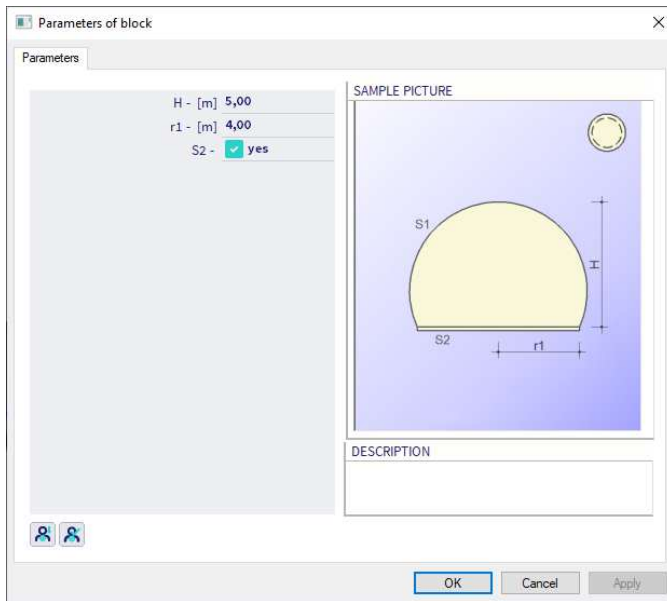 Parameters of block
Parameters
H - [m] 5,00
r1 - [m] 4,00
S2 - yes
SAMPLE PICTURE
S1
H
S2
r1
DESCRIPTION
OK
Cancel
Apply